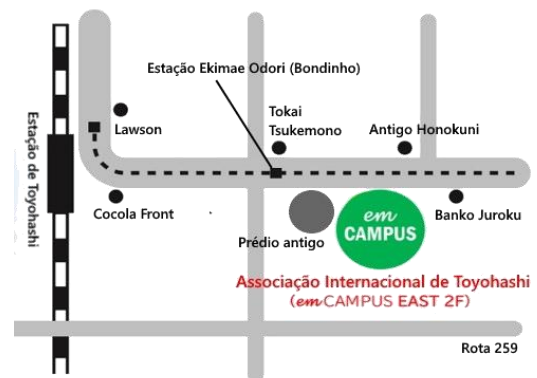 Estação Ekimae Odori (Bondinho)
Estação de Toyohashi
Lawson
Tokai
Tsukemono
Antigo Honokuni
Cocola Front
Prédio antigo
em
CAMPUS
Banko Juroku
Associação Internacional de Toyohashi
(em CAMPUS EAST 2F)
Rota 259